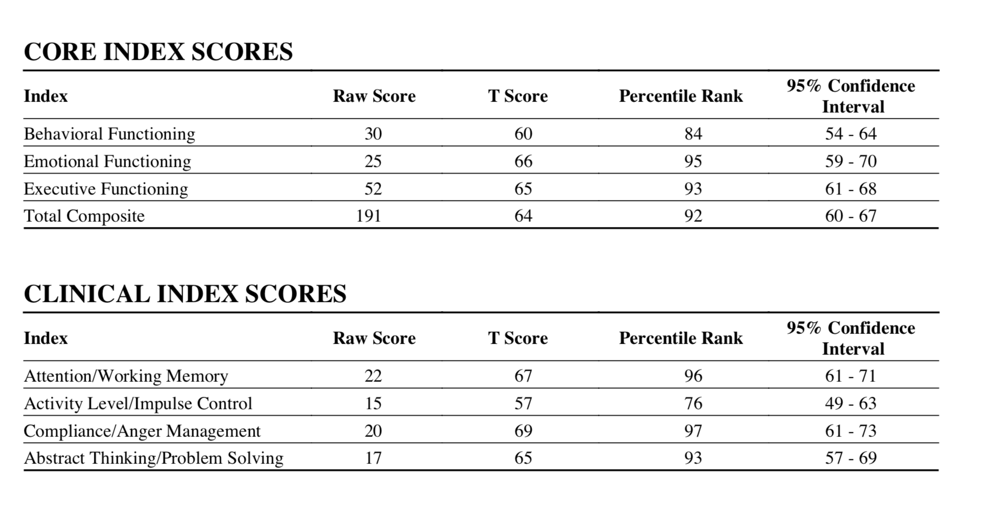 CORE INDEX SCORES
Index Raw Score T Score Percentile Rank 95% Confidence Interval
Behavioral Functioning 30 60 84 54 - 64
Emotional Functioning 25 66 95 59 - 70
Executive Functioning 52 65 93 61 - 68
Total Composite 191 64 92 60 - 67
CLINICAL INDEX SCORES
Index Raw Score T Score Percentile Rank 95% Confidence Interval
Attention/Working Memory 22 67 96 61 - 71
Activity Level/Impulse Control 15 57 76 49 - 63
Compliance/Anger Management 20 69 97 61 - 73
Abstract Thinking/Problem Solving 17 65 93 57 - 69